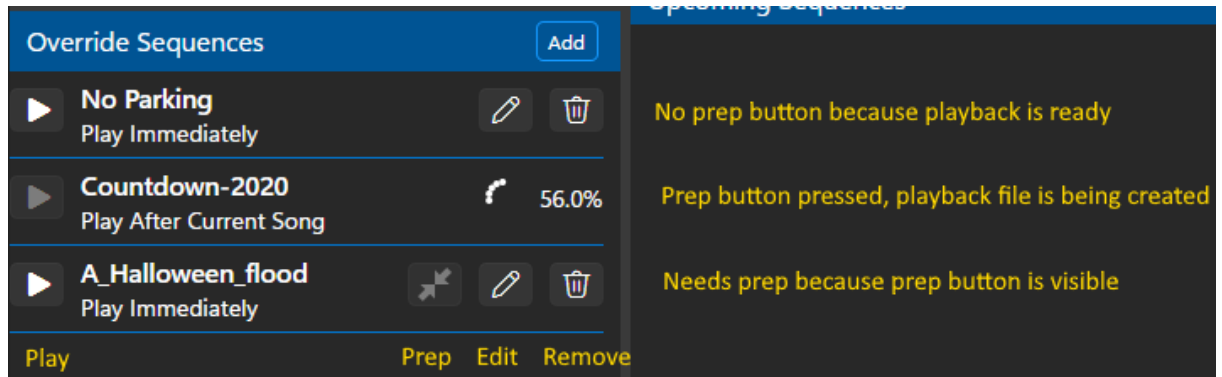 Upcoming Sequences
Override Sequences Add
No Parking
Play Immediately
No prep button because playback is ready
Countdown-2020
Play After Current Song
56.0%
Prep button pressed, playback file is being created
A_Halloween_flood
Play Immediately
Needs prep because prep button is visible
Play Prep Edit Remove